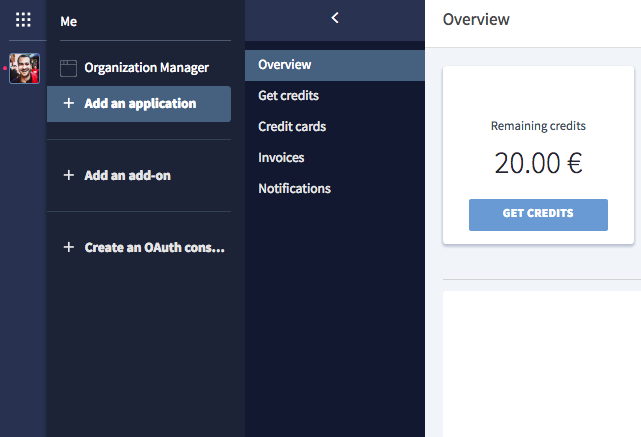 Me
Organization Manager
+ Add an application
+ Add an add-on
+ Create an OAuth cons...
Overview
Get credits
Credit cards
Invoices
Notifications
Overview
Remaining credits
20.00 €
GET CREDITS